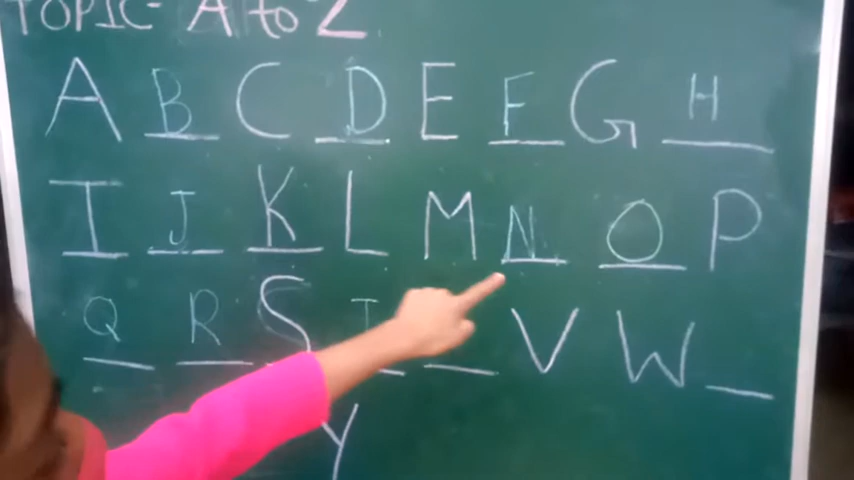 TOPIC- A to Z
A B C D E F G H
I J K L M N O P
Q R S T _ V W _
Y